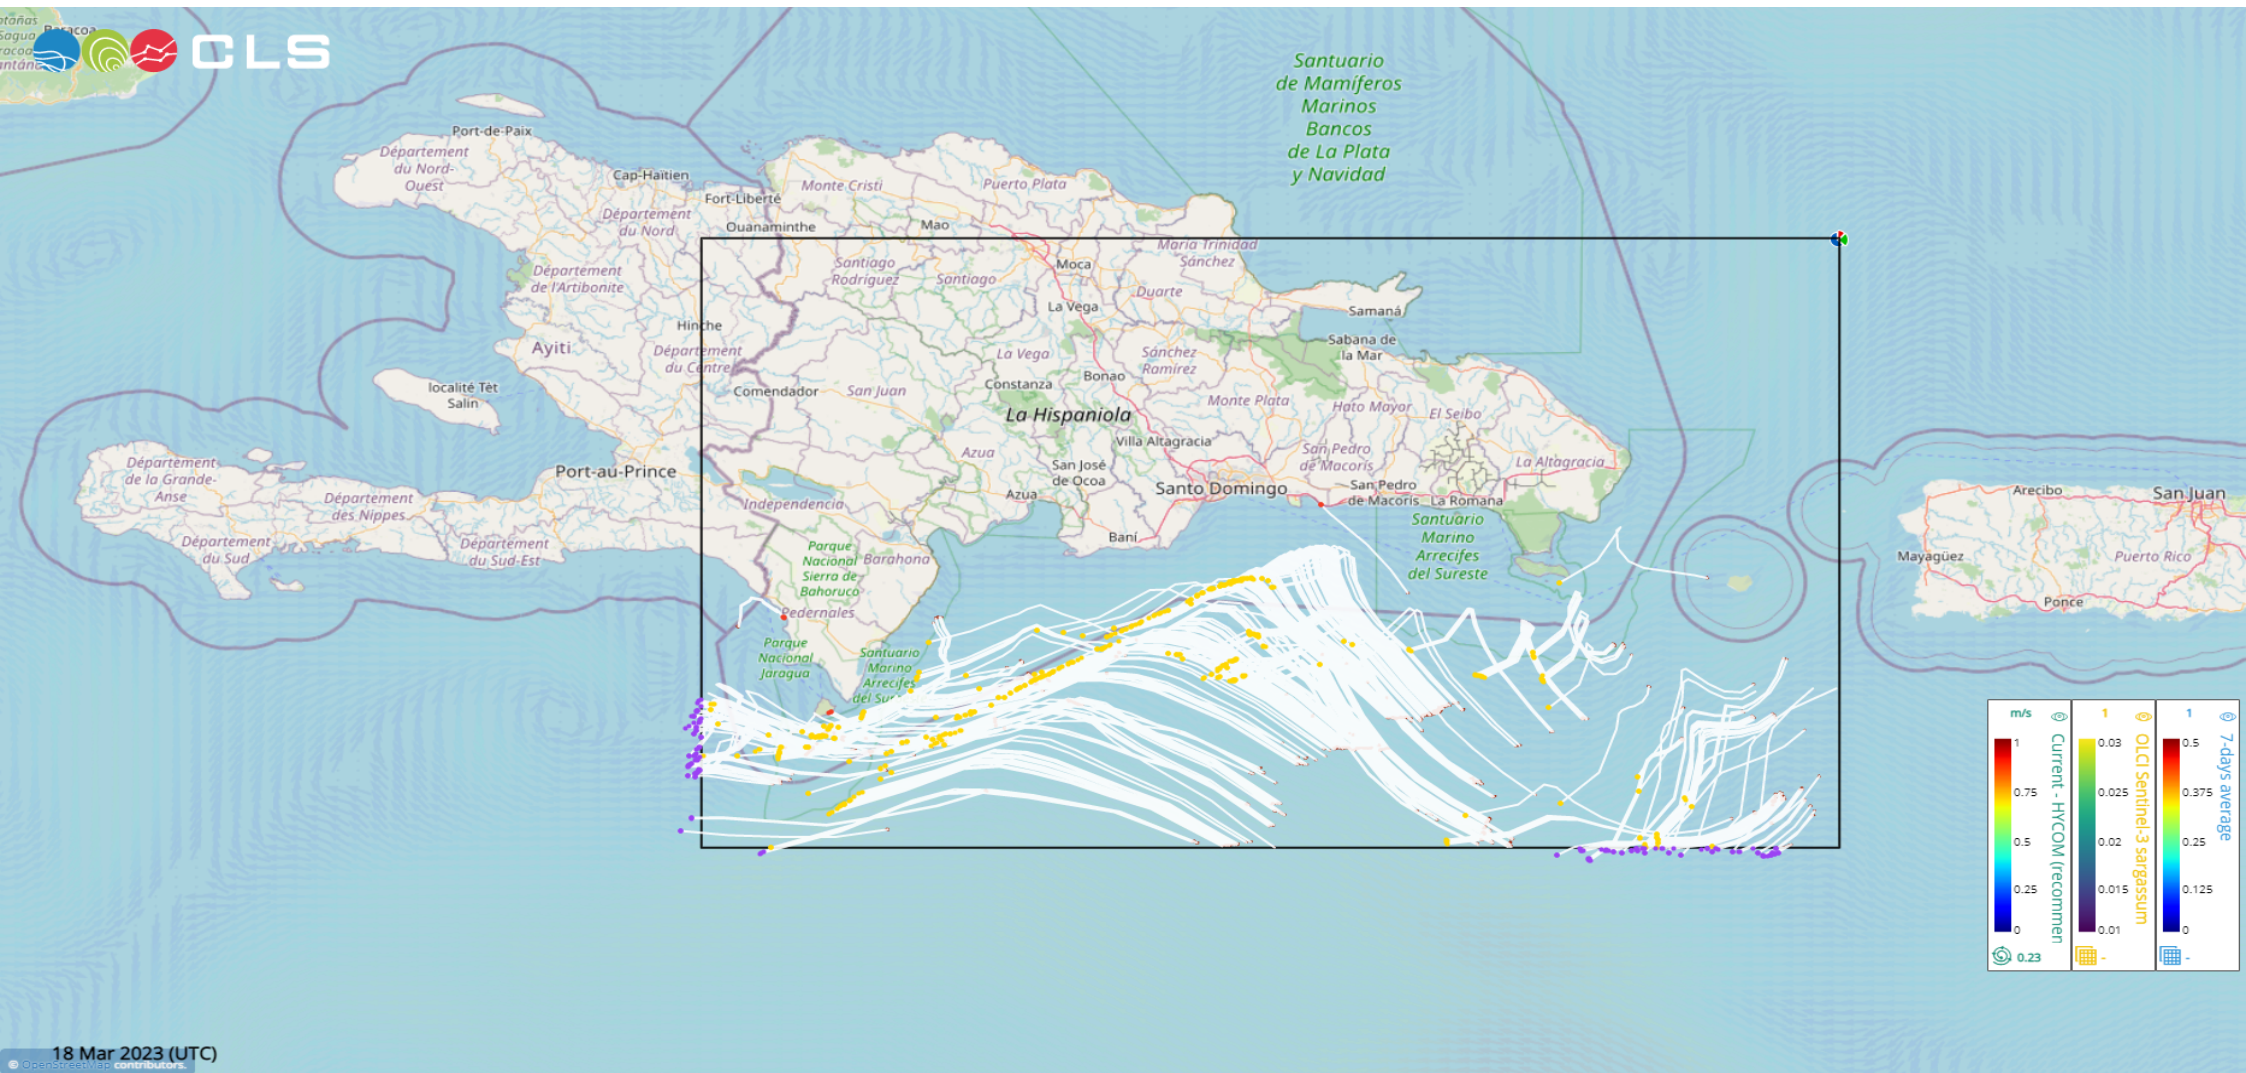 Baracoa
CLS
Santuario
de Mamíferos
Marinos
Bancos
de La Plata
y Navidad
Port-de-Paix
Département
du Nord-
Ouest
Cap-Haïtien
Fort-Liberté
Ouanaminthe
Département
du Nord
Monte Cristi
Puerto Plata
Mao
María Trinidad
Sánchez
Santiago
Rodríguez
Santiago
Moca
Duarte
La Vega
Samaná
Département
de l'Artibonite
Hinche
Ayiti
Département
du Centre
Sabana de
la Mar
La Vega
Sánchez
Ramírez
Constanza
Bonao
Comendador
San Juan
localité Tèt
Salin
Monte Plata
Hato Mayor
El Seibo
La Hispaniola
Villa Altagracia
Azua
San José
de Ocoa
San Pedro
de Macorís
La Altagracia
Département
de la Grande-
Anse
Port-au-Prince
Département
des Nippes
Independencia
Azua
Santo Domingo
San Pedro
de Macoris
La Romana
Arecibo
San Juan
Département
du Sud
Département
du Sud-Est
Baní
Santuario
Marino
Arrecifes
del Sureste
Parque
Nacional
Sierra de
Bahoruco
Barahona
Mayagüez
Puerto Rico
Ponce
Pedernales
Parque
Nacional
Jaragua
Santuario
Marino
Arrecifes
m/s
1
0.75
0.5
0.25
0
0.23
Current - HYCOM (recommen
1
0.03
0.025
0.02
0.015
0.01
-
OLCI Sentinel-3 sargassum
1
0.5
0.375
0.25
0.125
0
-
7-days average
18 Mar 2023 (UTC)
© OpenStreetMap contributors.